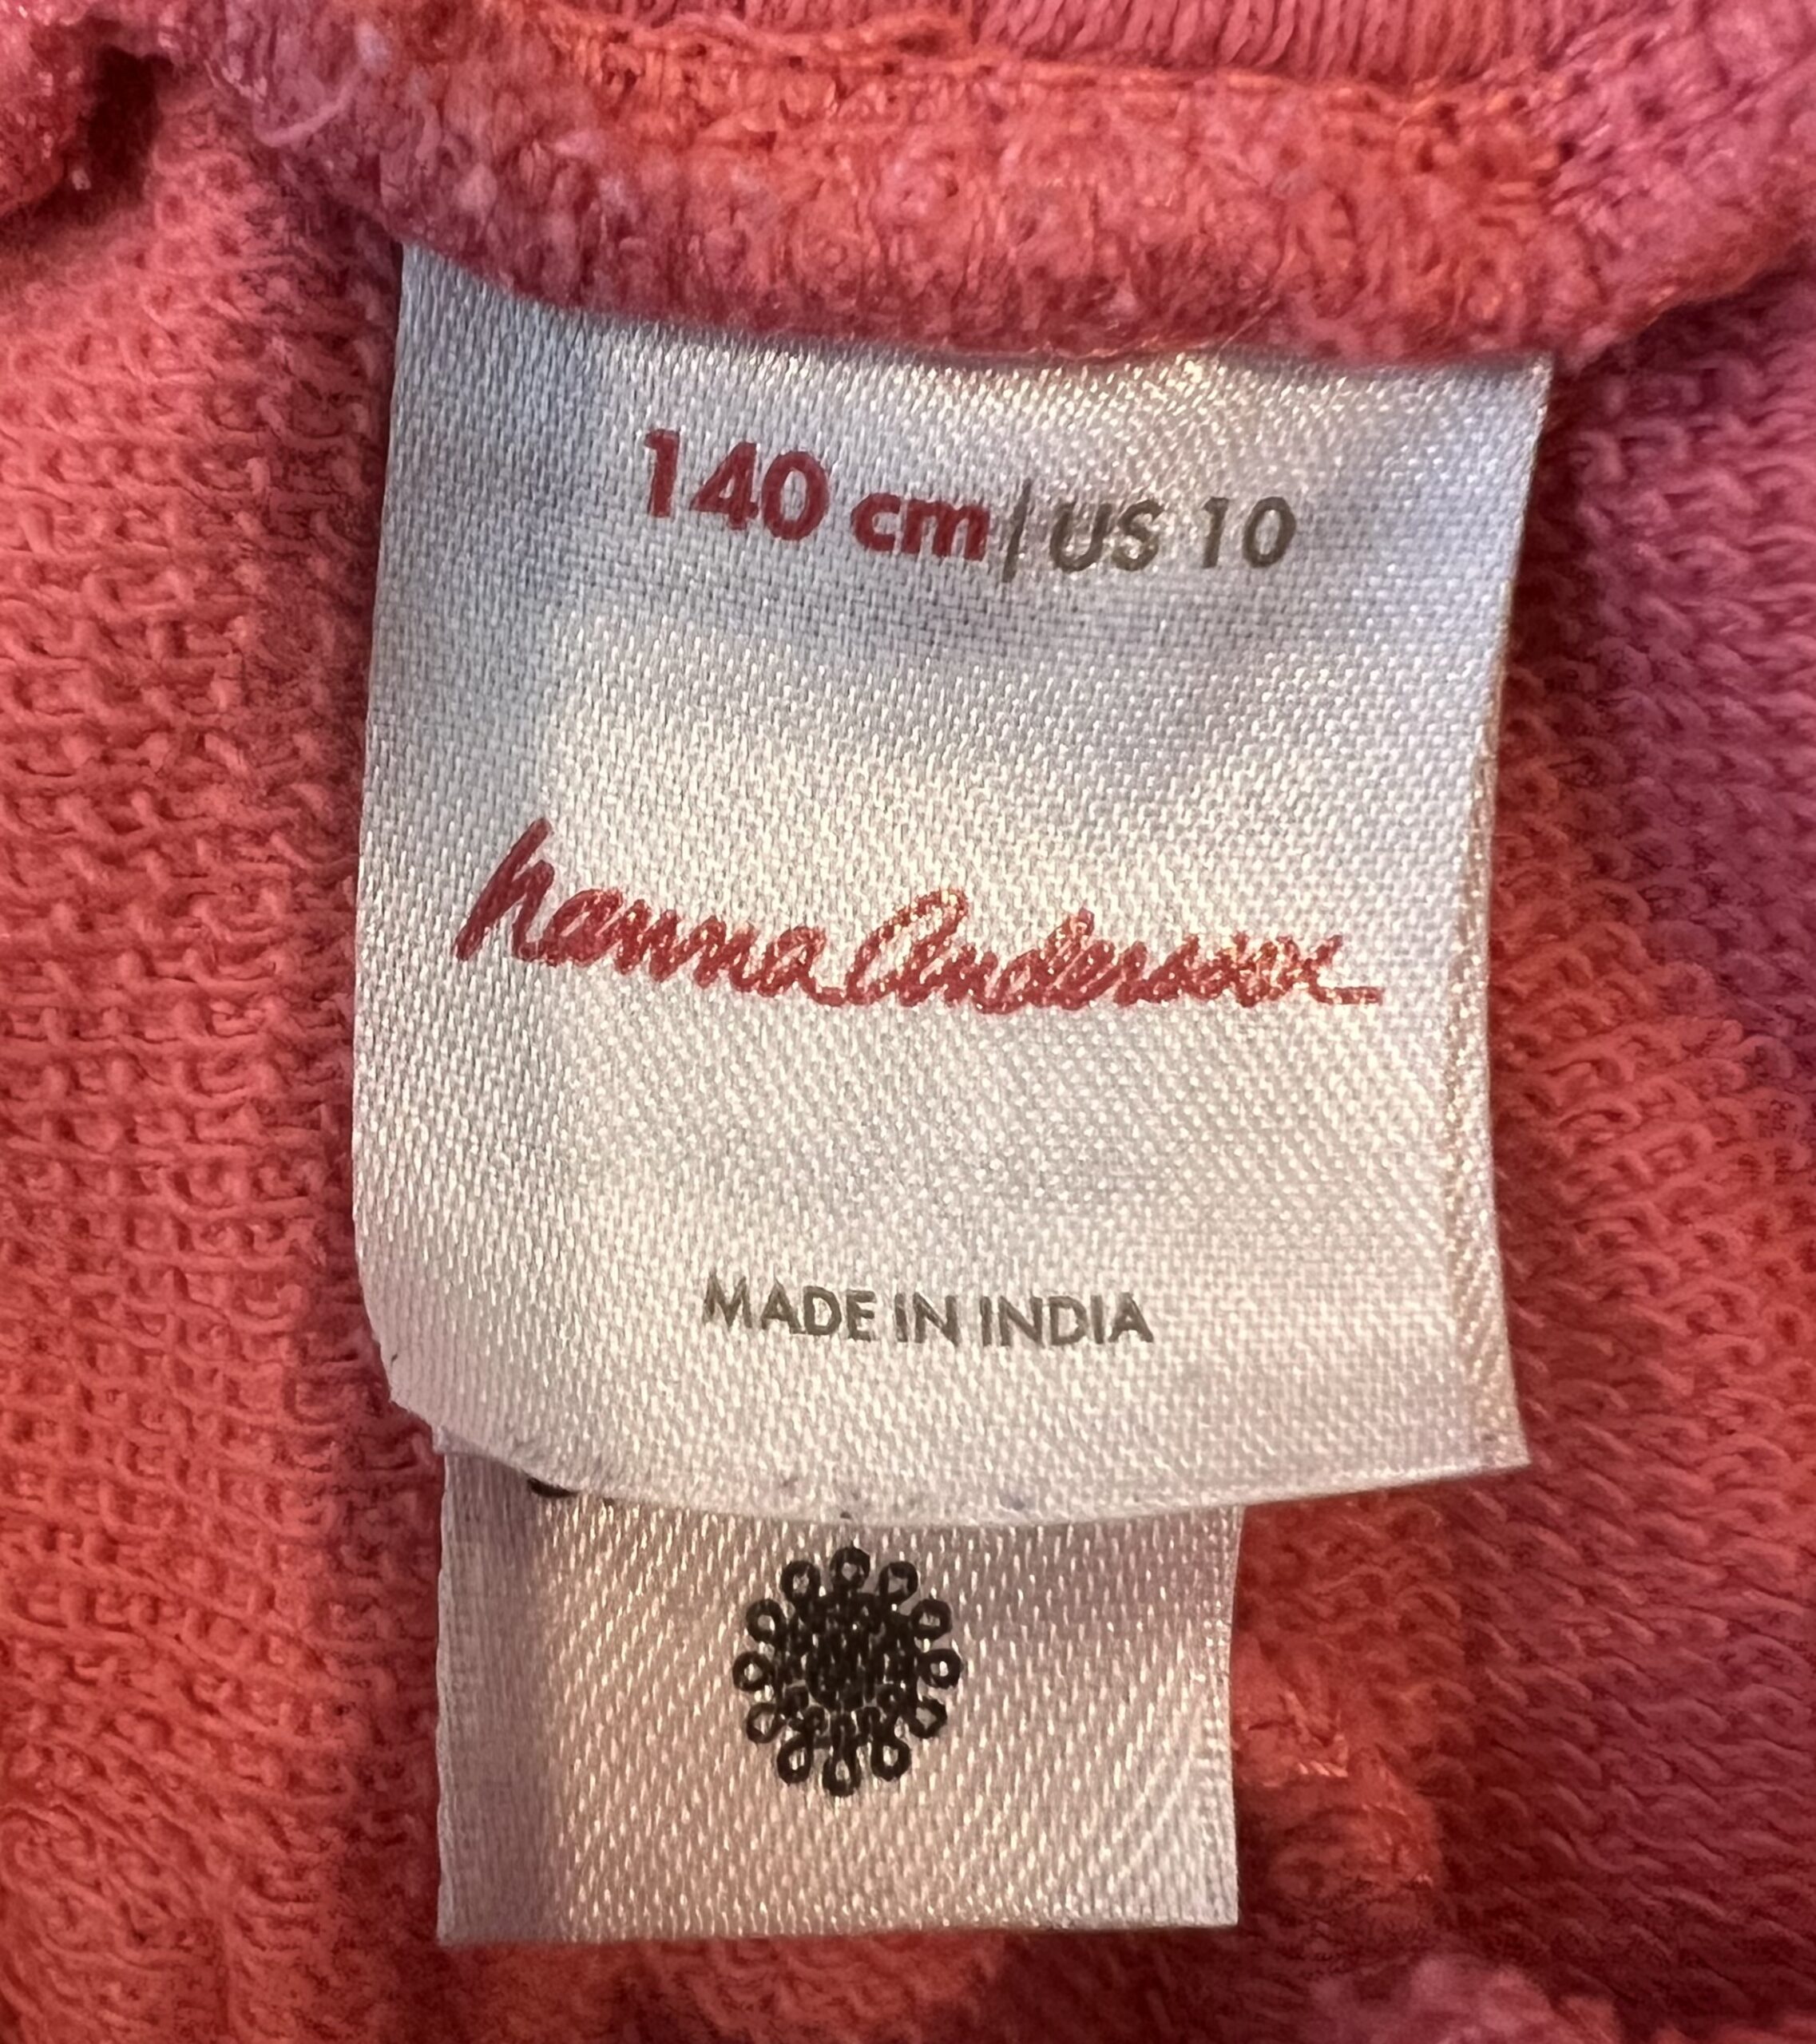 140 cm | US 10
hanna Andersson
MADE IN INDIA